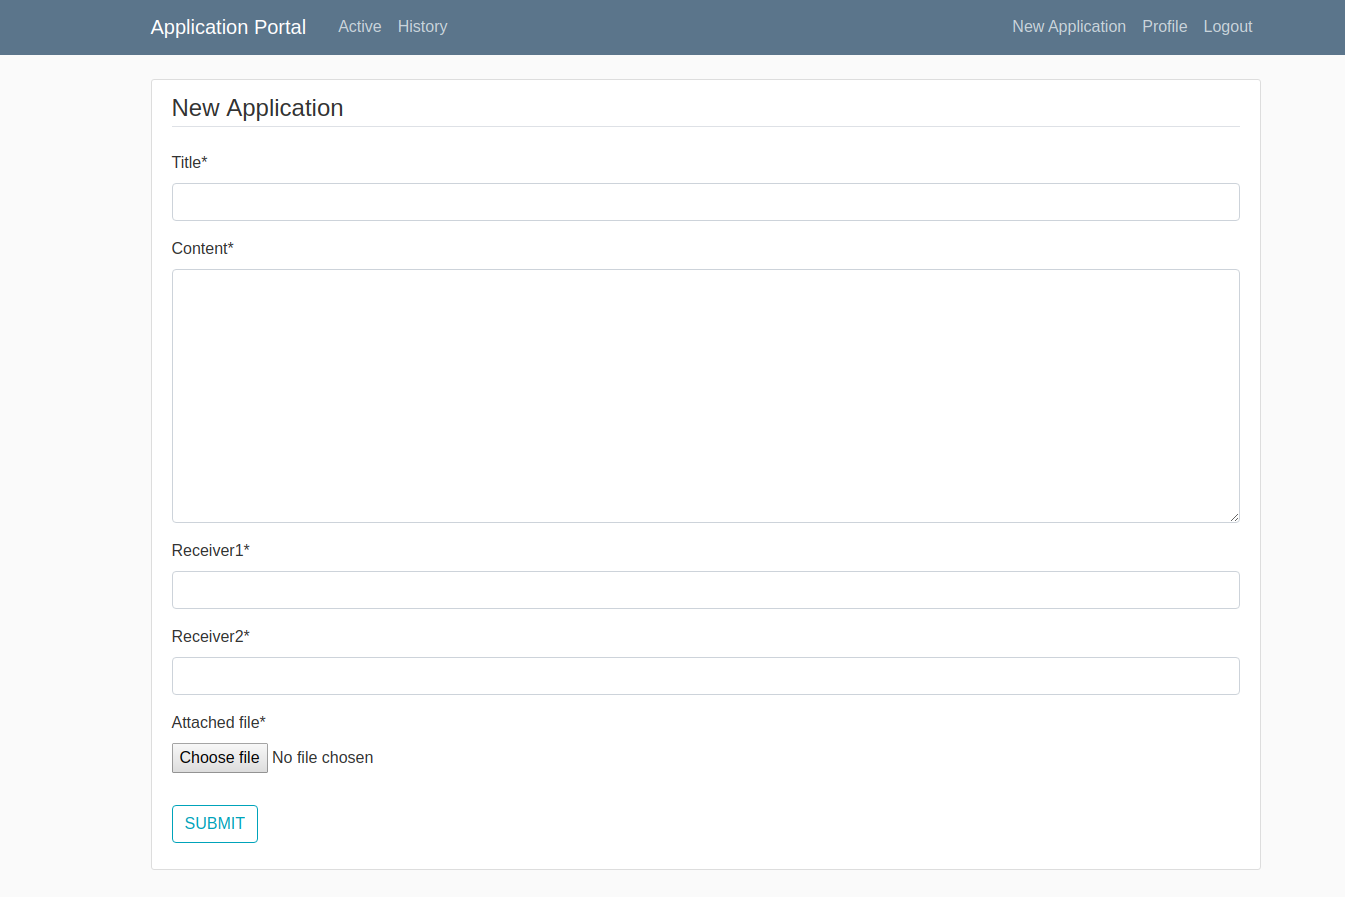 Application Portal Active History New Application Profile Logout
New Application
Title*
Content*
Receiver1*
Receiver2*
Attached file*
Choose file No file chosen
SUBMIT